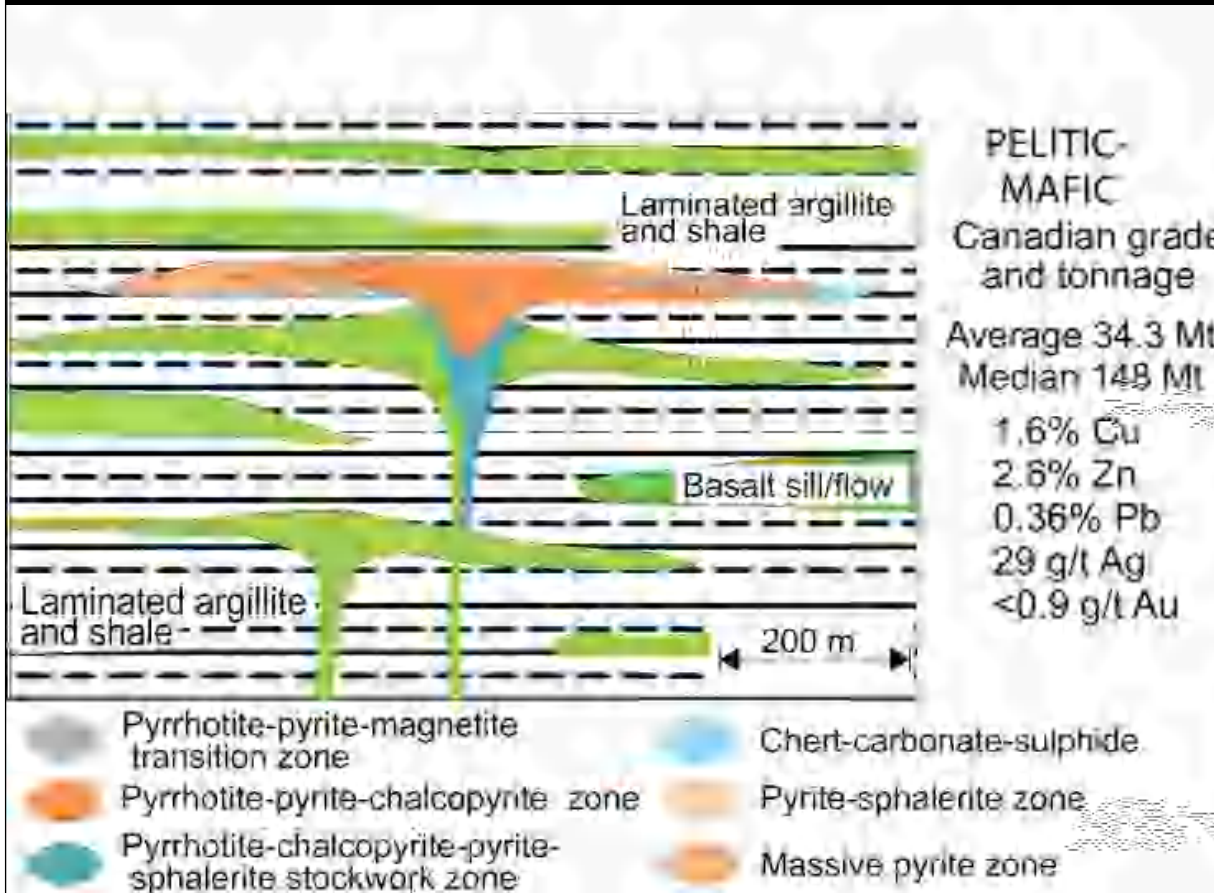 PELITIC-
MAFIC
Canadian grade
and tonnage
Average 34.3 Mt
Median 148 Mt
1.6% Cu
2.6% Zn
0.36% Pb
29 g/t Ag
<0.9 g/t Au
Laminated argillite
and shale
Basalt sill/flow
Laminated argillite
and shale
200 m
Pyrrhotite-pyrite-magnetite
transition zone
Pyrrhotite-pyrite-chalcopyrite zone
Pyrrhotite-chalcopyrite-pyrite-
sphalerite stockwork zone
Chert-carbonate-sulphide
Pyrite-sphalerite zone
Massive pyrite zone